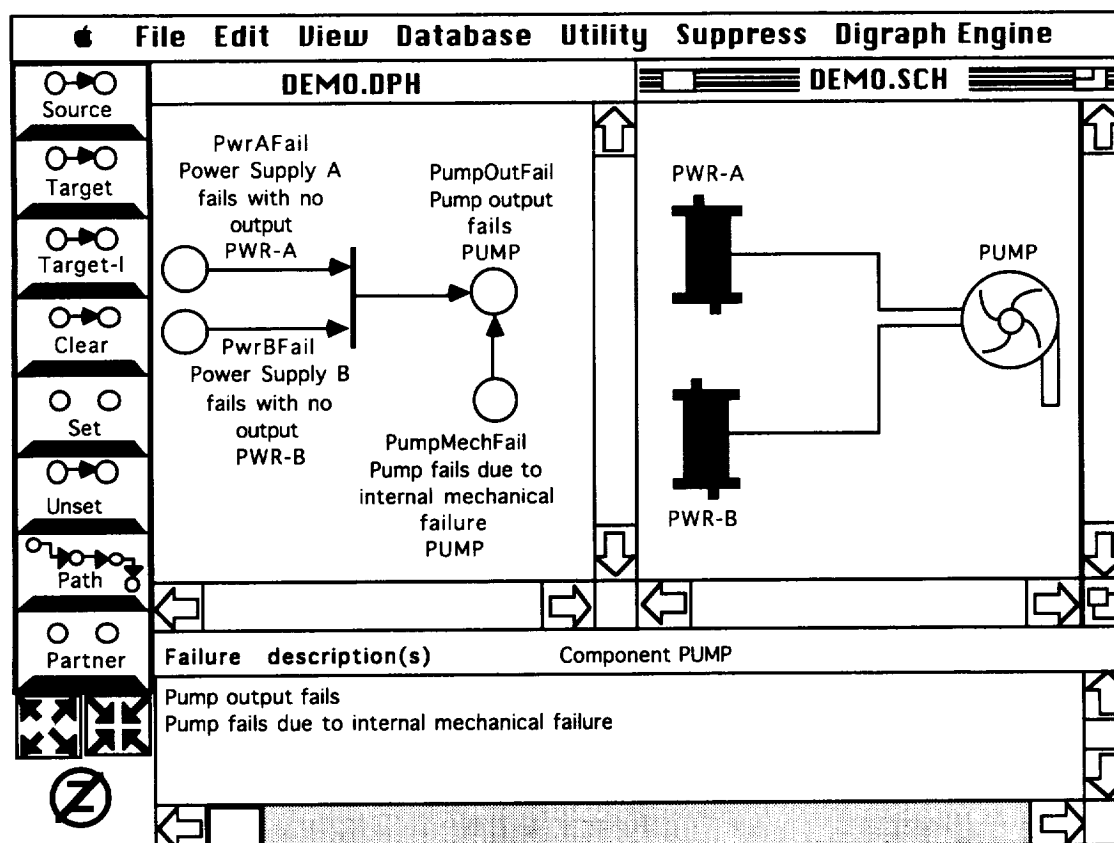 File Edit View Database Utility Suppress Digraph Engine
Source
Target
Target-I
Clear
Set
Unset
Path
Partner
Z
DEMO.DPH
PwrAFail
Power Supply A
fails with no
output
PWR-A
PumpOutFail
Pump output
fails
PUMP
PwrBFail
Power Supply B
fails with no
output
PWR-B
PumpMechFail
Pump fails due to
internal mechanical
failure
PUMP
DEMO.SCH
PWR-A
PUMP
PWR-B
Failure description(s) Component PUMP
Pump output fails
Pump fails due to internal mechanical failure